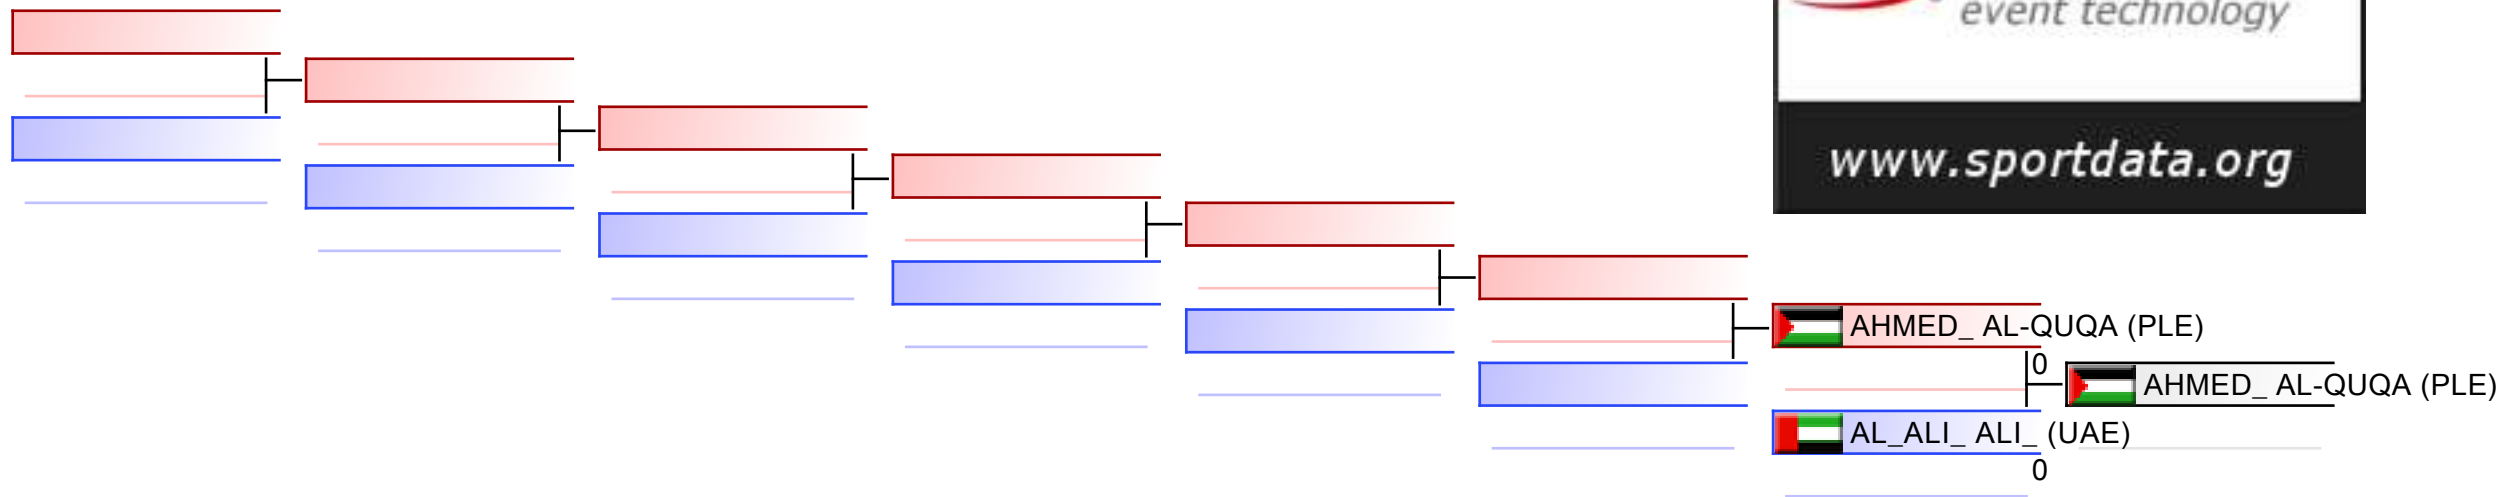 event technology
www.sportdata.org
AHMED_ AL-QUQA (PLE)
0
AHMED_ AL-QUQA (PLE)
AL_ALI_ ALI_ (UAE)
0